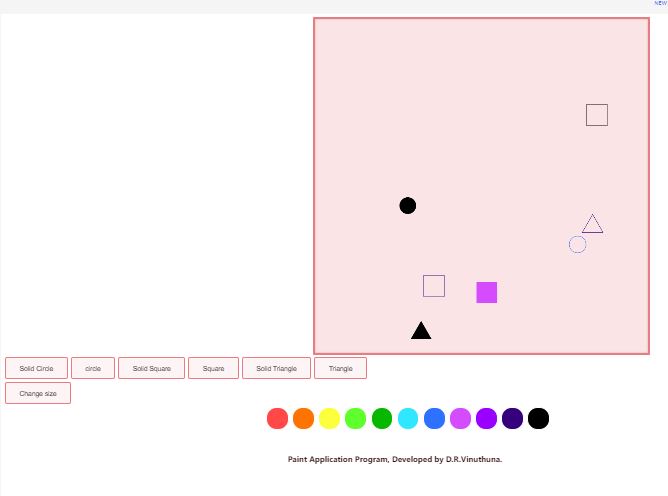 NEW
Solid Circle circle Solid Square Square Solid Triangle Triangle
Change size
Paint Application Program, Developed by D.R.Vinuthuna.